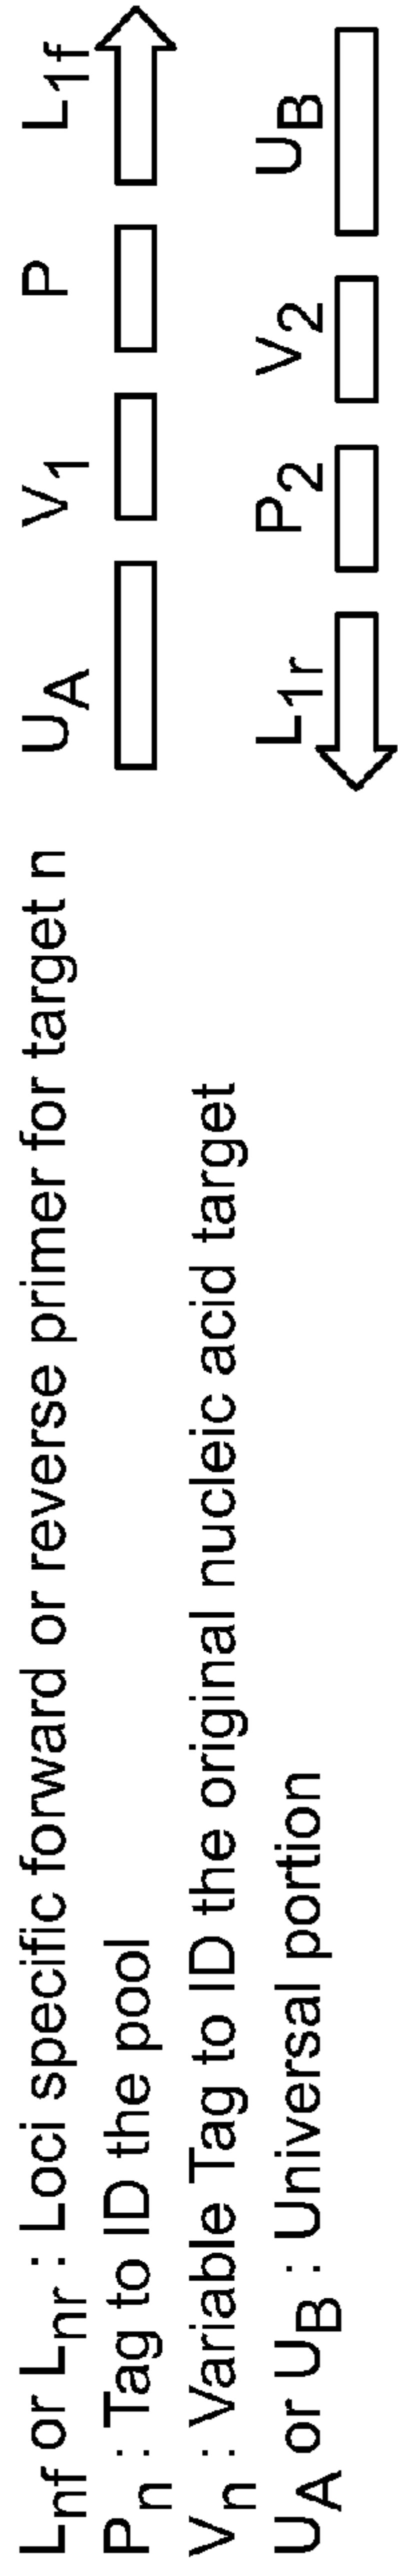 Lnf or Lnr : Loci specific forward or reverse primer for target n
Pn : Tag to ID the pool
Vn : Variable Tag to ID the original nucleic acid target
UA or UB : Universal portion
UA V1 P L1f
L1r P2 V2 UB